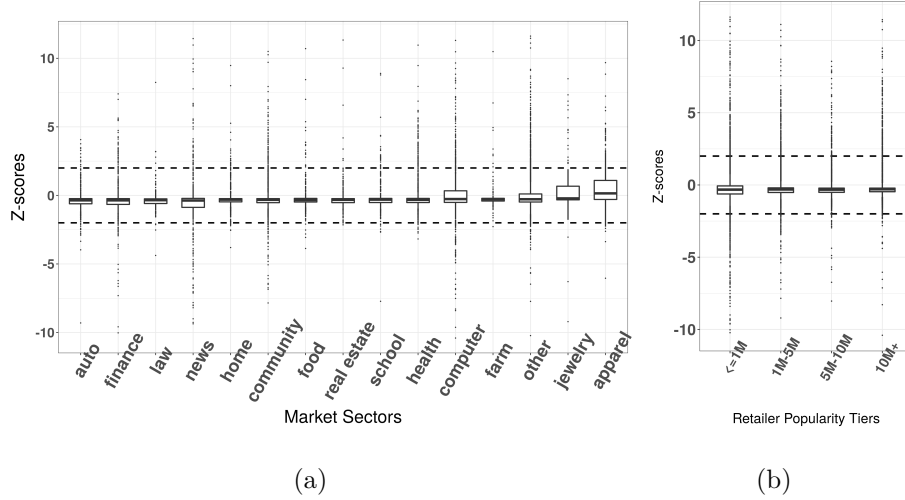 Z-scores
10
5
0
-5
-10
auto
finance
law
news
home
community
food
real estate
school
health
computer
farm
other
jewelry
apparel
Market Sectors
(a)
Z-scores
10
5
0
-5
-10
<=1M
1M-5M
5M-10M
10M+
Retailer Popularity Tiers
(b)